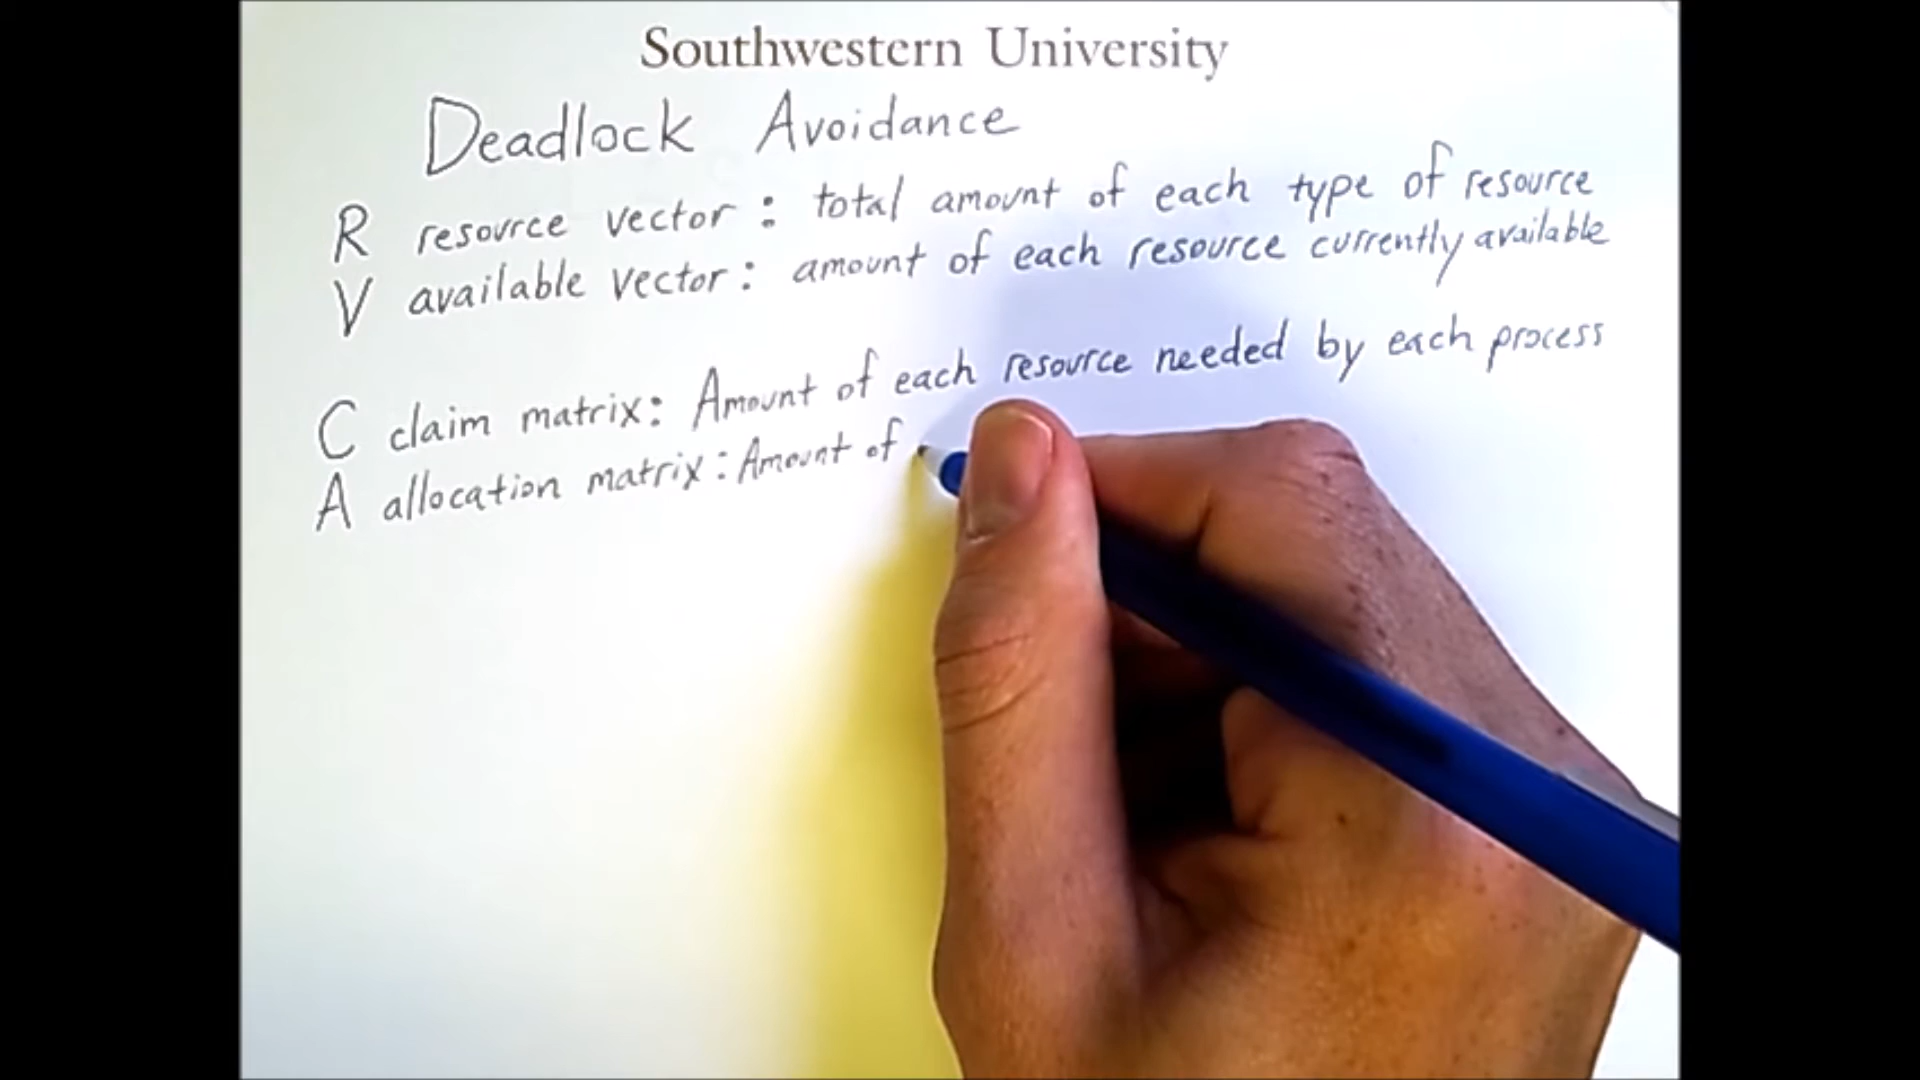 Southwestern University
Deadlock Avoidance
R resource vector: total amount of each type of resource
V available vector: amount of each resource currently available
C claim matrix: Amount of each resource needed by each process
A allocation matrix: Amount of